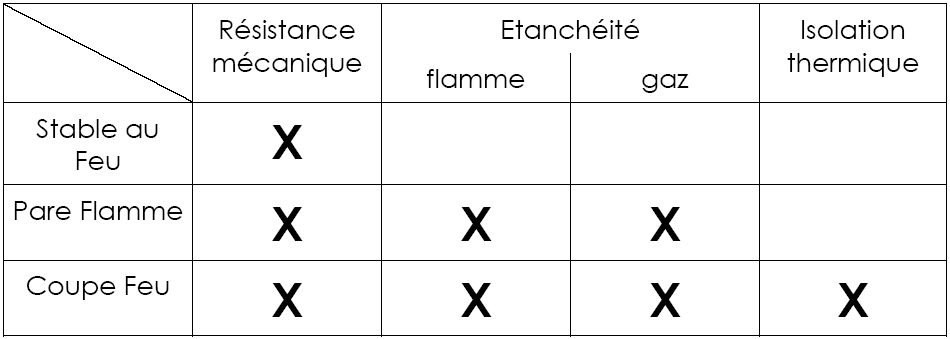 Résistance mécanique
Etanchéité
flamme
gaz
Isolation thermique
Stable au Feu
X
Pare Flamme
X
X
X
Coupe Feu
X
X
X
X